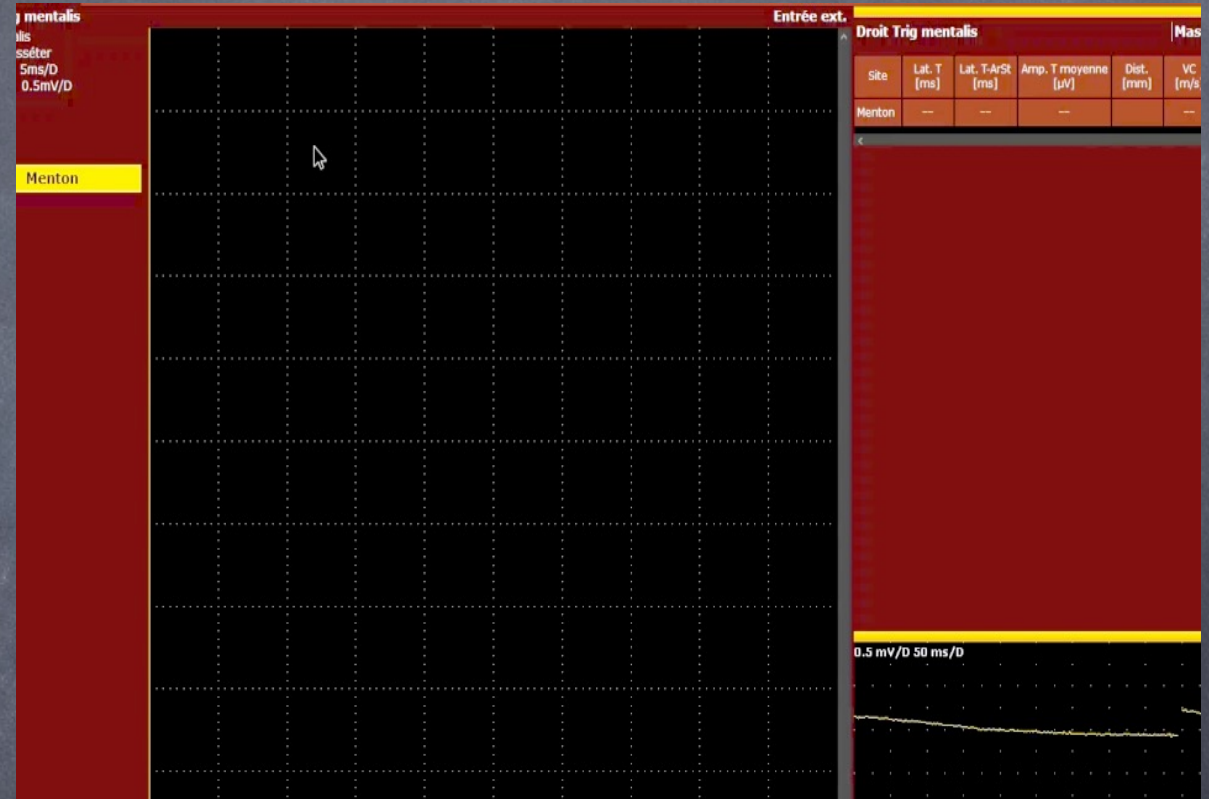 g mentalis
Entrée ext.
lis
sséter
5ms/D
0.5mV/D
Menton
Droit Trig mentalis
Mas
Site
Lat. T [ms]
Lat. T-ArSt [ms]
Amp. T moyenne [µV]
Dist. [mm]
VC [m/s
Menton -- -- -- --
0.5 mV/D 50 ms/D